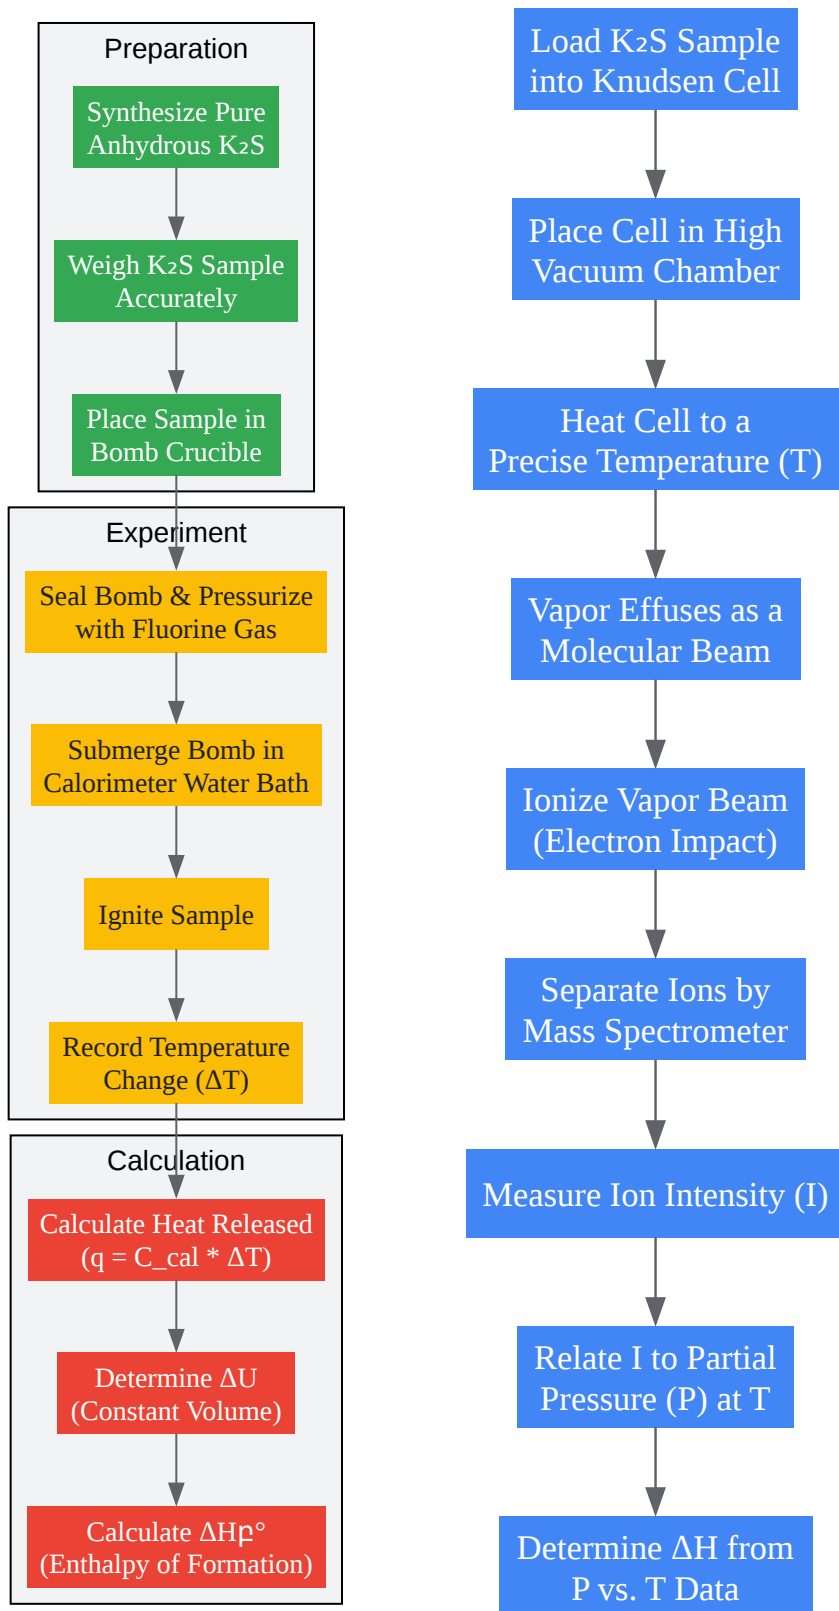 Preparation
Synthesize Pure
Anhydrous K₂S
Weigh K₂S Sample
Accurately
Place Sample in
Bomb Crucible
Experiment
Seal Bomb & Pressurize
with Fluorine Gas
Submerge Bomb in
Calorimeter Water Bath
Ignite Sample
Record Temperature
Change (ΔT)
Calculation
Calculate Heat Released
(q = C_cal * ΔT)
Determine ΔU
(Constant Volume)
Calculate ΔHբ°
(Enthalpy of Formation)
Load K₂S Sample
into Knudsen Cell
Place Cell in High
Vacuum Chamber
Heat Cell to a
Precise Temperature (T)
Vapor Effuses as a
Molecular Beam
Ionize Vapor Beam
(Electron Impact)
Separate Ions by
Mass Spectrometer
Measure Ion Intensity (I)
Relate I to Partial
Pressure (P) at T
Determine ΔH from
P vs. T Data